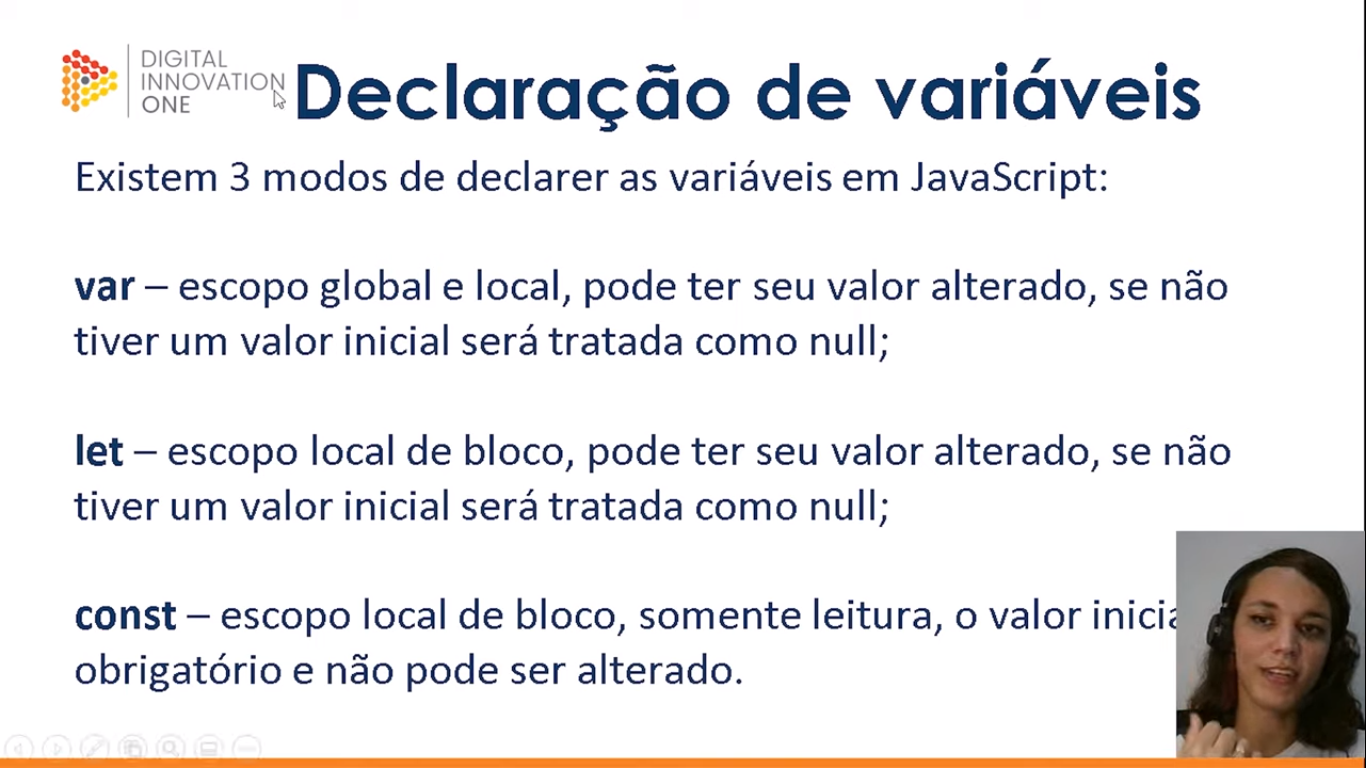 DIGITAL
INNOVATION
ONE
Declaração de variáveis
Existem 3 modos de declarer as variáveis em JavaScript:
var – escopo global e local, pode ter seu valor alterado, se não
tiver um valor inicial será tratada como null;
let – escopo local de bloco, pode ter seu valor alterado, se não
tiver um valor inicial será tratada como null;
const – escopo local de bloco, somente leitura, o valor
obrigatório e não pode ser alterado.